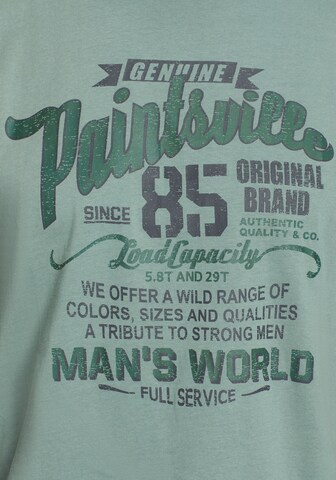 GENUINE
Paintsville
SINCE 85 ORIGINAL
BRAND
AUTHENTIC
QUALITY & CO.
Load Capacity
5.8T AND 29T
WE OFFER A WILD RANGE OF
COLORS, SIZES AND QUALITIES
A TRIBUTE TO STRONG MEN
MAN'S WORLD
FULL SERVICE